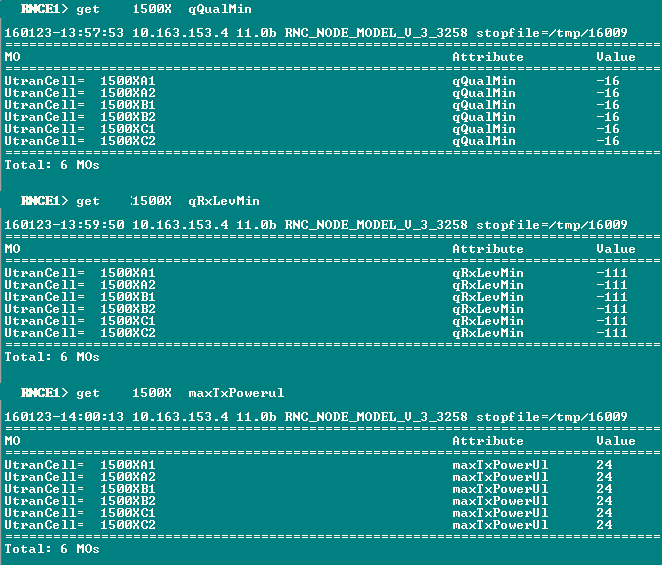 RNCE1> get 1500X qQualMin
160123-13:57:53 10.163.153.4 11.0b RNC_NODE_MODEL_V_3_3258 stopfile=/tmp/16009
===================================================================================
MO Attribute Value
===================================================================================
UtranCell= 1500XA1 qQualMin -16
UtranCell= 1500XA2 qQualMin -16
UtranCell= 1500XB1 qQualMin -16
UtranCell= 1500XB2 qQualMin -16
UtranCell= 1500XC1 qQualMin -16
UtranCell= 1500XC2 qQualMin -16
===================================================================================
Total: 6 MOs
RNCE1> get 1500X qRxLevMin
160123-13:59:50 10.163.153.4 11.0b RNC_NODE_MODEL_V_3_3258 stopfile=/tmp/16009
===================================================================================
MO Attribute Value
===================================================================================
UtranCell= 1500XA1 qRxLevMin -111
UtranCell= 1500XA2 qRxLevMin -111
UtranCell= 1500XB1 qRxLevMin -111
UtranCell= 1500XB2 qRxLevMin -111
UtranCell= 1500XC1 qRxLevMin -111
UtranCell= 1500XC2 qRxLevMin -111
===================================================================================
Total: 6 MOs
RNCE1> get 1500X maxTxPowerul
160123-14:00:13 10.163.153.4 11.0b RNC_NODE_MODEL_V_3_3258 stopfile=/tmp/16009
===================================================================================
MO Attribute Value
===================================================================================
UtranCell= 1500XA1 maxTxPowerUl 24
UtranCell= 1500XA2 maxTxPowerUl 24
UtranCell= 1500XB1 maxTxPowerUl 24
UtranCell= 1500XB2 maxTxPowerUl 24
UtranCell= 1500XC1 maxTxPowerUl 24
UtranCell= 1500XC2 maxTxPowerUl 24
===================================================================================
Total: 6 MOs